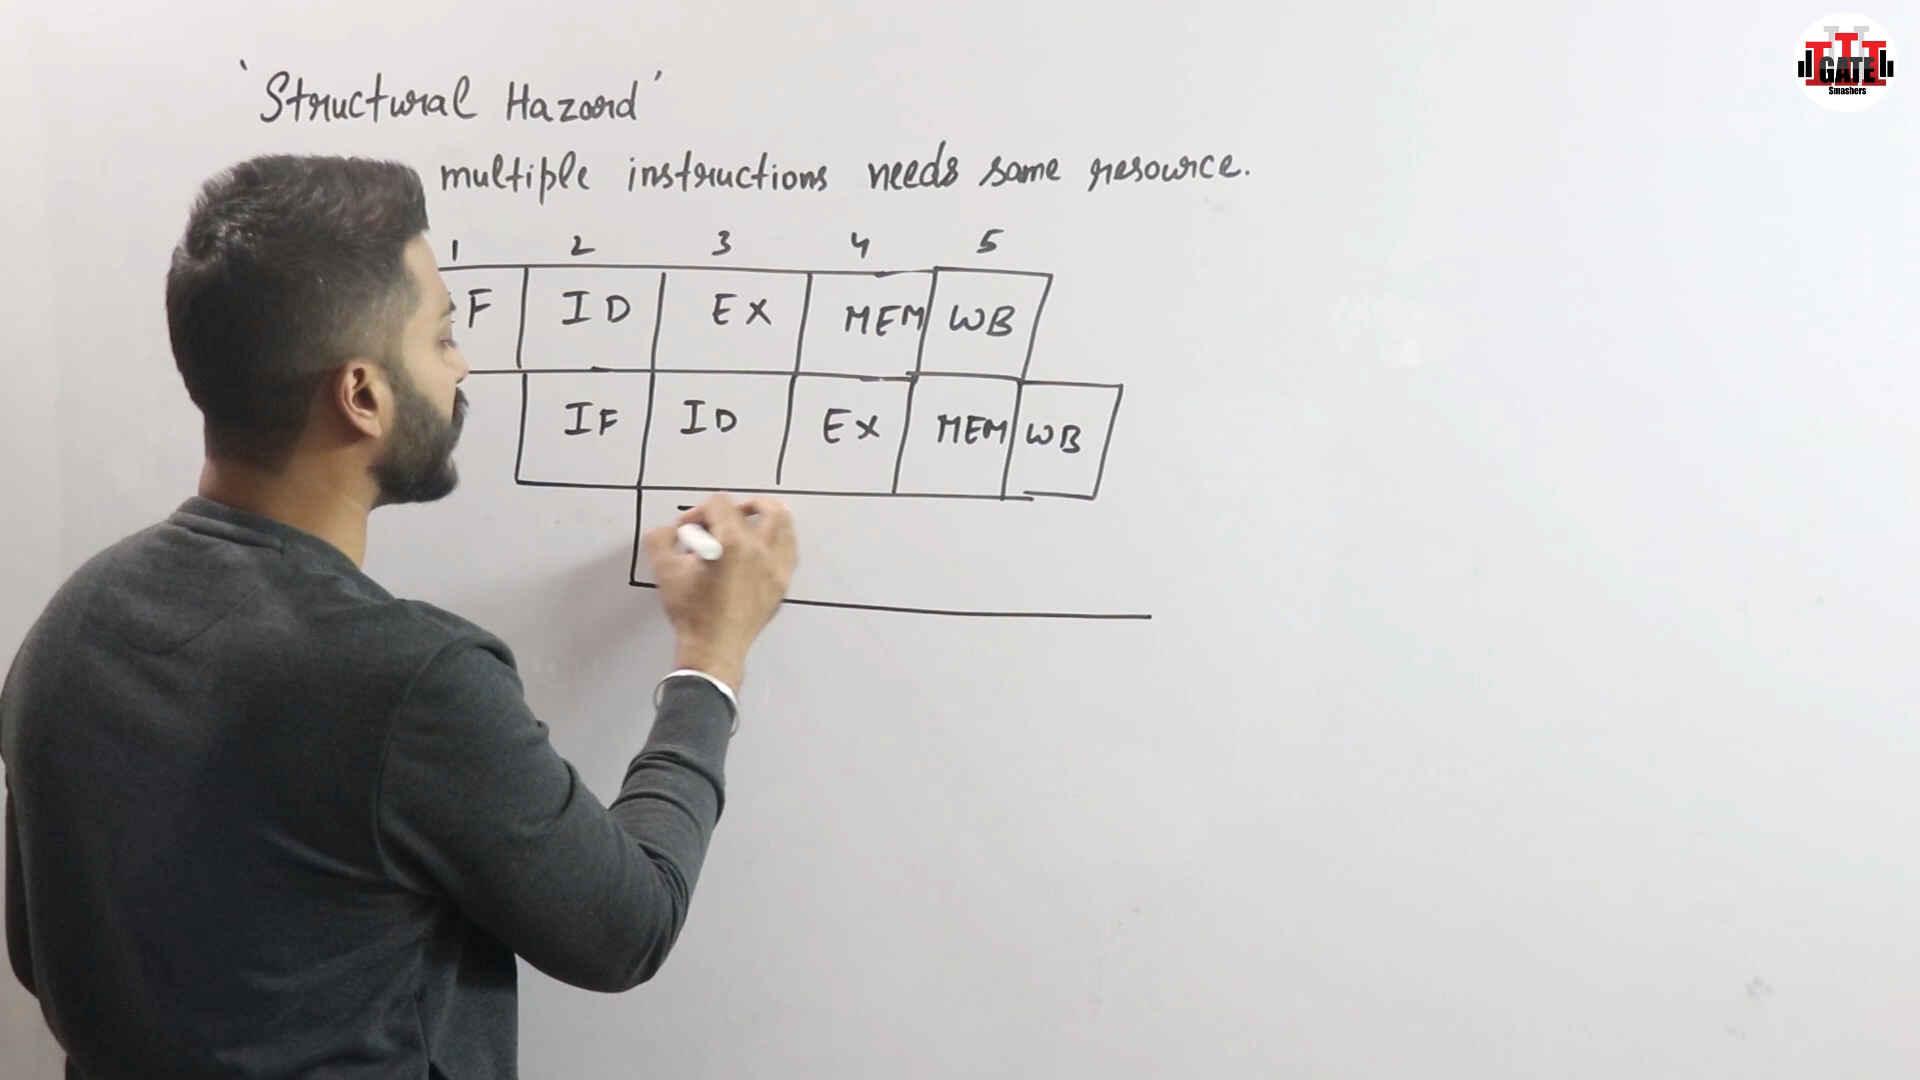 'Structural Hazard'
multiple instructions needs same resource.
1 2 3 4 5
F ID EX MEM WB
IF ID EX MEM WB
GATE
Smashers